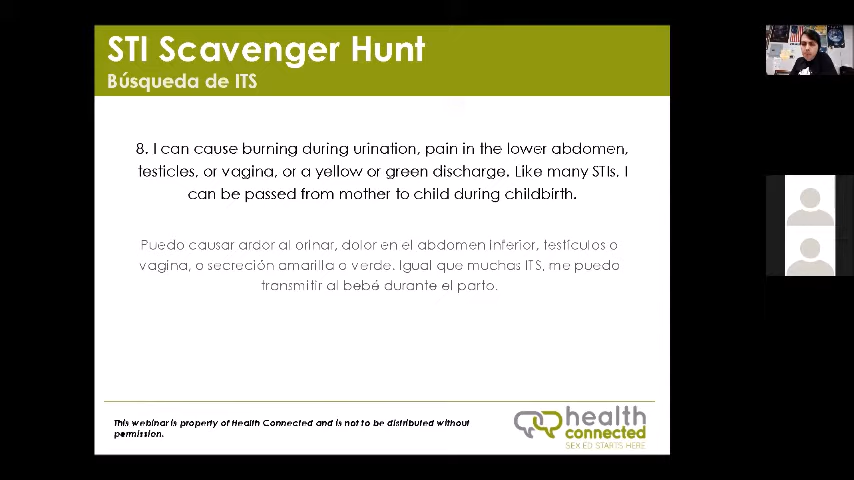 STI Scavenger Hunt
Búsqueda de ITS
8. I can cause burning during urination, pain in the lower abdomen,
testicles, or vagina, or a yellow or green discharge. Like many STIs, I
can be passed from mother to child during childbirth.
Puedo causar ardor al orinar, dolor en el abdomen inferior, testículos o
vagina, o secreción amarilla o verde. Igual que muchas ITS, me puedo
transmitir al bebé durante el parto.
This webinar is property of Health Connected and is not to be distributed without
permission.
health
connected
SEX ED STARTS HERE